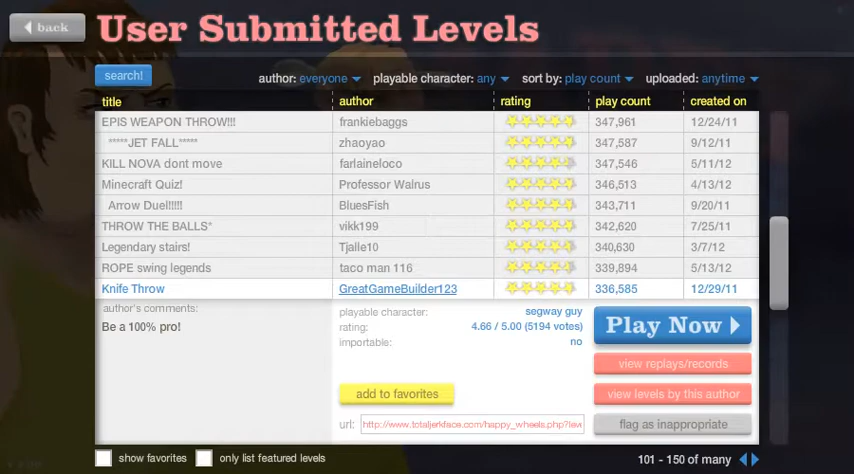 back
User Submitted Levels
search!
author: everyone playable character: any sort by: play count uploaded: anytime
title author rating play count created on
EPIS WEAPON THROW!!! frankiebaggs 347,961 12/24/11
*****JET FALL***** zhaoyao 347,587 9/12/11
KILL NOVA dont move farlaineloco 347,546 5/11/12
Minecraft Quiz! Professor Walrus 346,513 4/13/12
Arrow Duel!!!!! BluesFish 343,711 9/20/11
THROW THE BALLS* vikk199 342,620 7/25/11
Legendary stairs! Tjalle10 340,630 3/7/12
ROPE swing legends taco man 116 339,894 5/13/12
Knife Throw GreatGameBuilder123 336,585 12/29/11
author's comments:
Be a 100% pro!
playable character: segway guy
rating: 4.66 / 5.00 (5194 votes)
importable: no
add to favorites
url: http://www.totaljerkface.com/happy_wheels.php?leve
Play Now
view replays/records
view levels by this author
flag as inappropriate
show favorites only list featured levels 101 - 150 of many